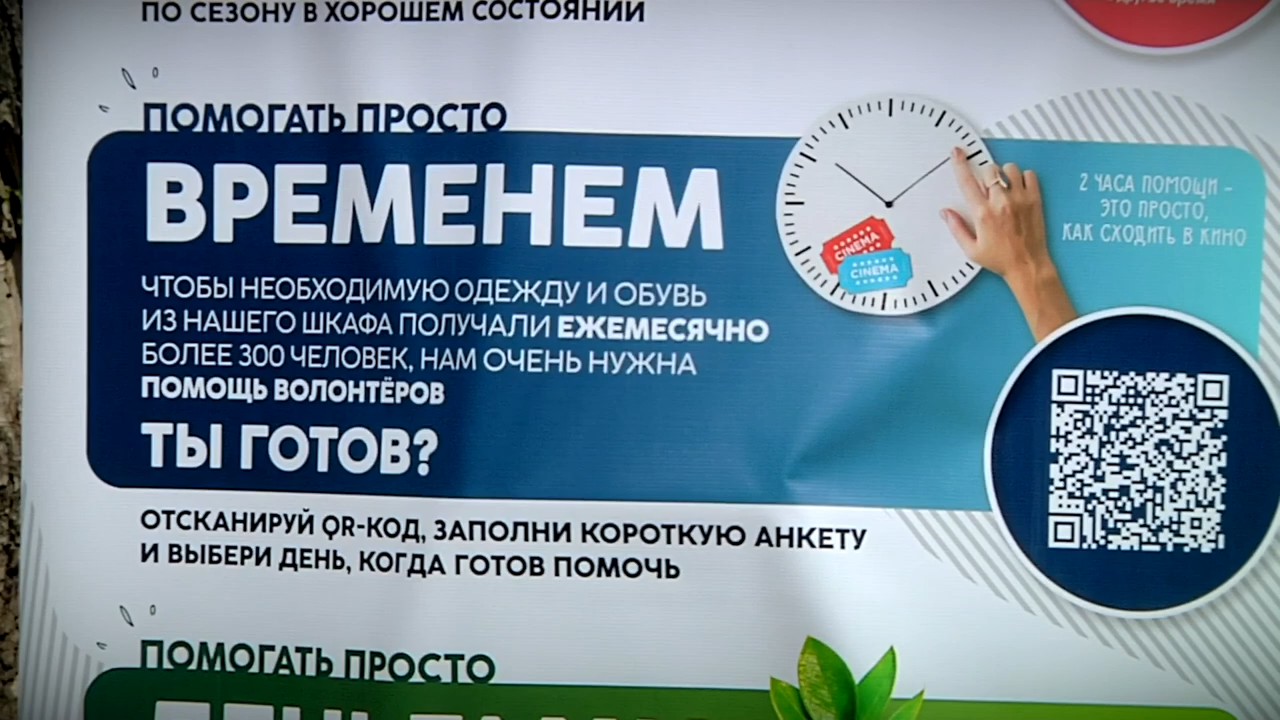 ПО СЕЗОНУ В ХОРОШЕМ СОСТОЯНИИ
ПОМОГАТЬ ПРОСТО
ВРЕМЕНЕМ
ЧТОБЫ НЕОБХОДИМУЮ ОДЕЖДУ И ОБУВЬ
ИЗ НАШЕГО ШКАФА ПОЛУЧАЛИ ЕЖЕМЕСЯЧНО
БОЛЕЕ 300 ЧЕЛОВЕК, НАМ ОЧЕНЬ НУЖНА
ПОМОЩЬ ВОЛОНТЁРОВ
ТЫ ГОТОВ?
CINEMA
CINEMA
2 ЧАСА ПОМОЩИ –
ЭТО ПРОСТО,
КАК СХОДИТЬ В КИНО
ОТСКАНИРУЙ QR-КОД, ЗАПОЛНИ КОРОТКУЮ АНКЕТУ
И ВЫБЕРИ ДЕНЬ, КОГДА ГОТОВ ПОМОЧЬ
ПОМОГАТЬ ПРОСТО